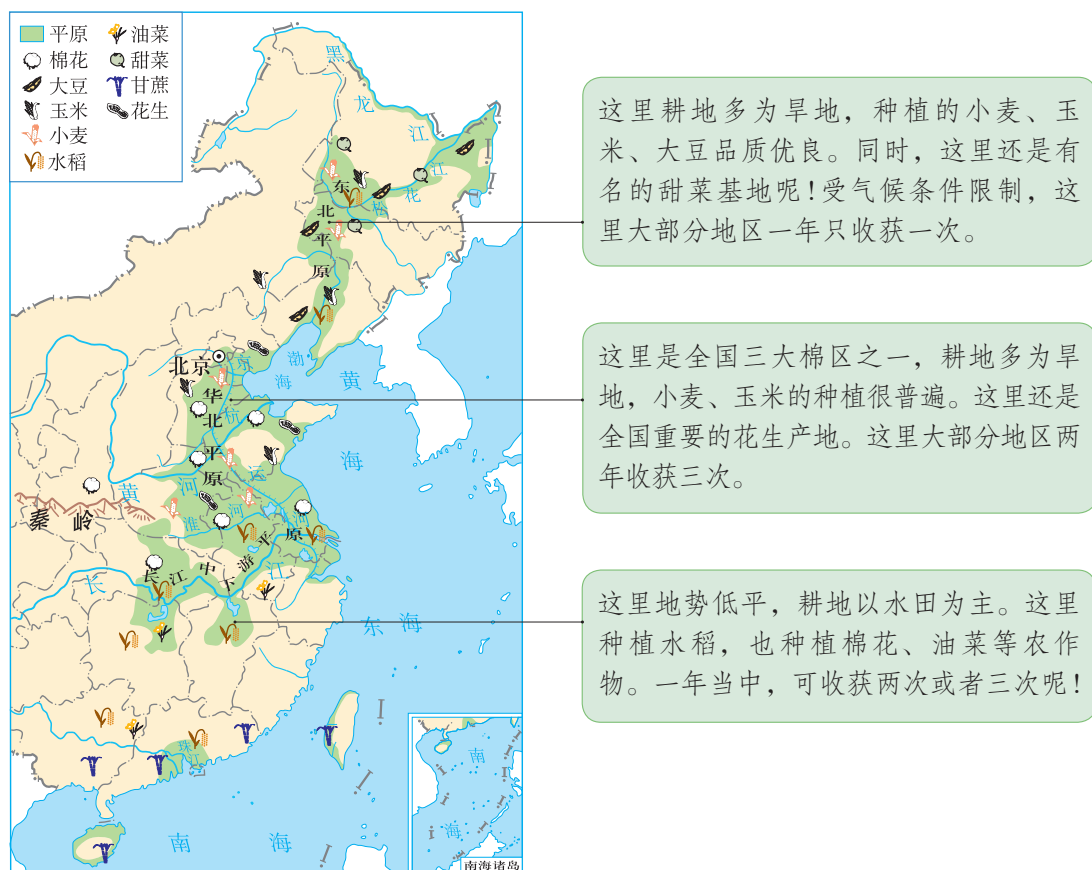 平原 油菜
棉花 甜菜
大豆 甘蔗
玉米 花生
小麦
水稻
黑龙江
松花江
东北平原
这里耕地多为旱地，种植的小麦、玉
米、大豆品质优良。同时，这里还是有
名的甜菜基地呢！受气候条件限制，这
里大部分地区一年只收获一次。
北京
京杭运河
渤海
黄海
华北平原
这里是全国三大棉区之一，耕地多为旱
地，小麦、玉米的种植很普遍。这里还是
全国重要的花生产地。这里大部分地区两
年收获三次。
黄河
秦岭
淮河
长江中下游平原
长江
东海
这里地势低平，耕地以水田为主。这里
种植水稻，也种植棉花、油菜等农作
物。一年当中，可收获两次或者三次呢！
珠江
南海
南海
南海诸岛